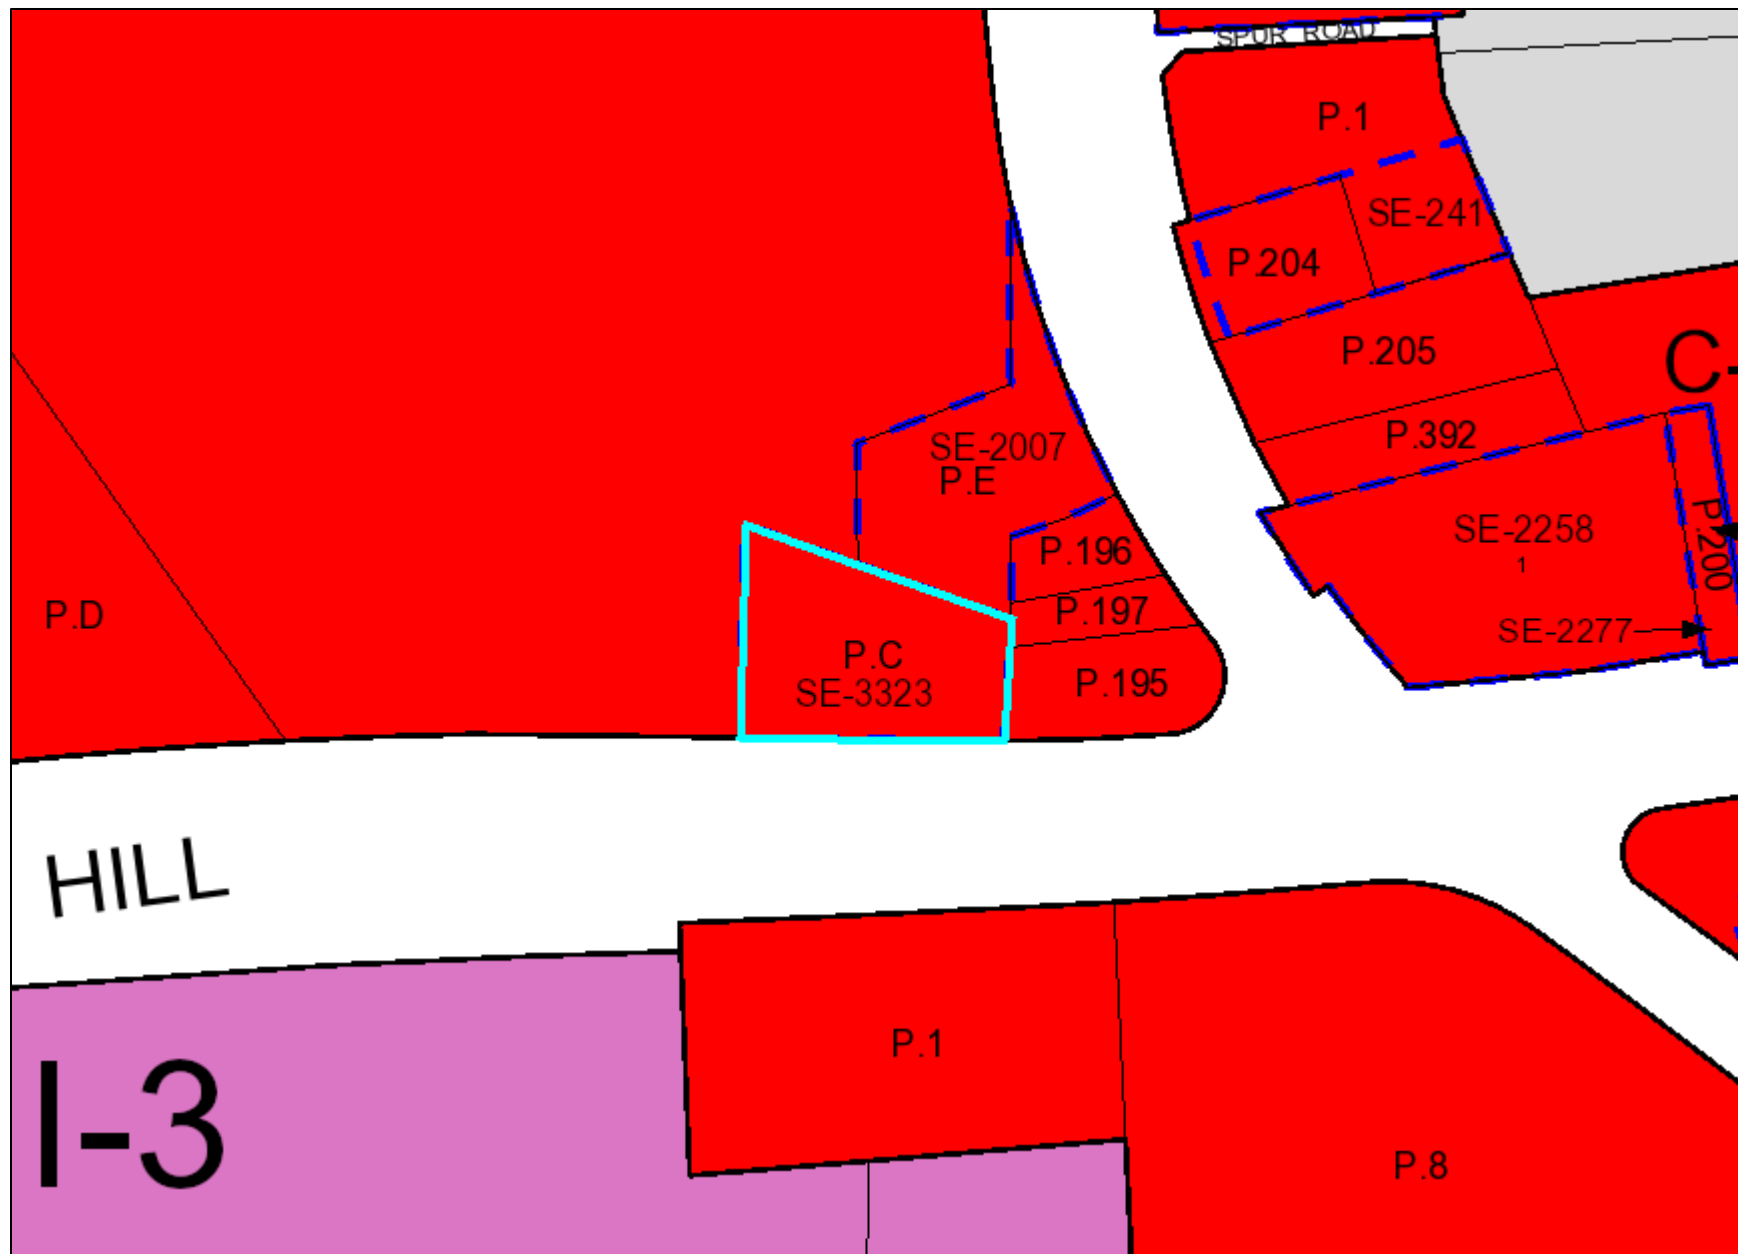 SPUR ROAD
P.1
SE-241
P.204
P.205
C-
P.392
SE-2007
P.E
P.196
SE-2258
1
P.200
P.D
P.197
SE-2277
P.C
SE-3323
P.195
HILL
P.1
I-3
P.8